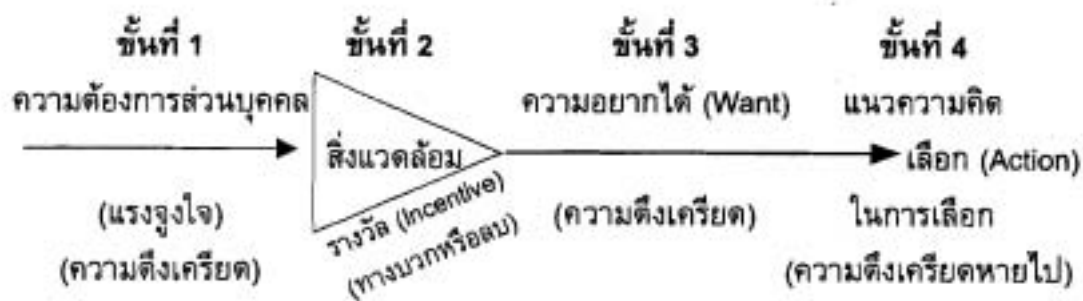 ขั้นที่ 1
ความต้องการส่วนบุคคล
(แรงจูงใจ)
(ความตึงเครียด)
ขั้นที่ 2
สิ่งแวดล้อม
รางวัล (Incentive)
(ทางบวกหรือลบ)
ขั้นที่ 3
ความอยากได้ (Want)
(ความตึงเครียด)
ขั้นที่ 4
แนวความคิด
เลือก (Action)
ในการเลือก
(ความตึงเครียดหายไป)